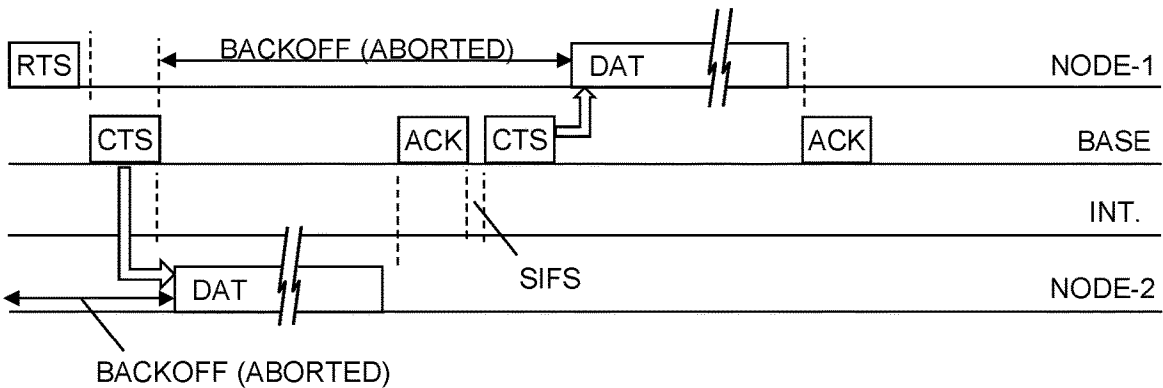 BACKOFF (ABORTED)
RTS
DAT
NODE-1
CTS
ACK
CTS
ACK
BASE
INT.
SIFS
DAT
NODE-2
BACKOFF (ABORTED)